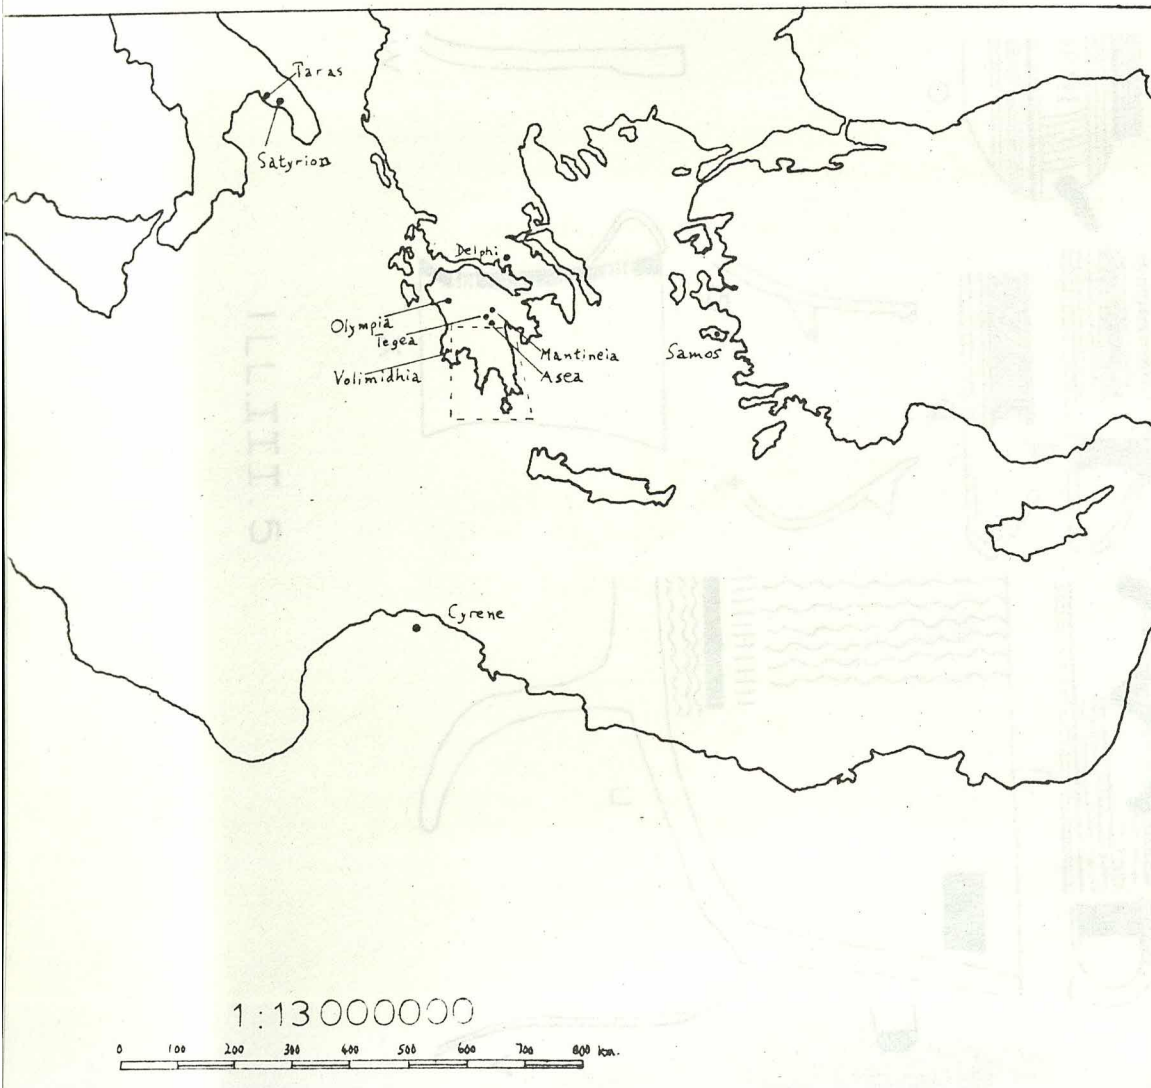 Taras
Satyrion
Delphi
Olympia
Tegea
Mantineia
Samos
Volimidhia
Asea
Cyrene
1:13000000
0 100 200 300 400 500 600 700 800 km.